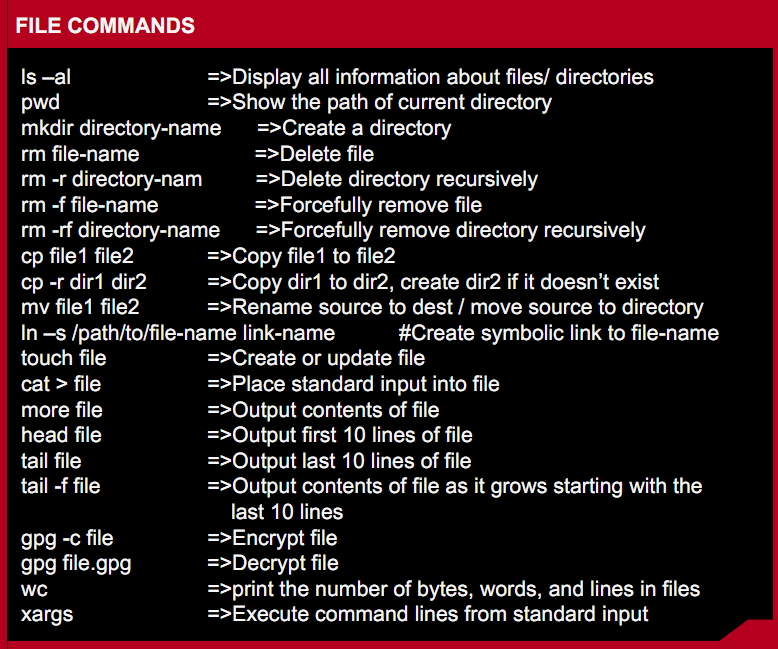 FILE COMMANDS
ls –al =>Display all information about files/ directories
pwd =>Show the path of current directory
mkdir directory-name =>Create a directory
rm file-name =>Delete file
rm -r directory-nam =>Delete directory recursively
rm -f file-name =>Forcefully remove file
rm -rf directory-name =>Forcefully remove directory recursively
cp file1 file2 =>Copy file1 to file2
cp -r dir1 dir2 =>Copy dir1 to dir2, create dir2 if it doesn’t exist
mv file1 file2 =>Rename source to dest / move source to directory
ln –s /path/to/file-name link-name #Create symbolic link to file-name
touch file =>Create or update file
cat > file =>Place standard input into file
more file =>Output contents of file
head file =>Output first 10 lines of file
tail file =>Output last 10 lines of file
tail -f file =>Output contents of file as it grows starting with the
last 10 lines
gpg -c file =>Encrypt file
gpg file.gpg =>Decrypt file
wc =>print the number of bytes, words, and lines in files
xargs =>Execute command lines from standard input